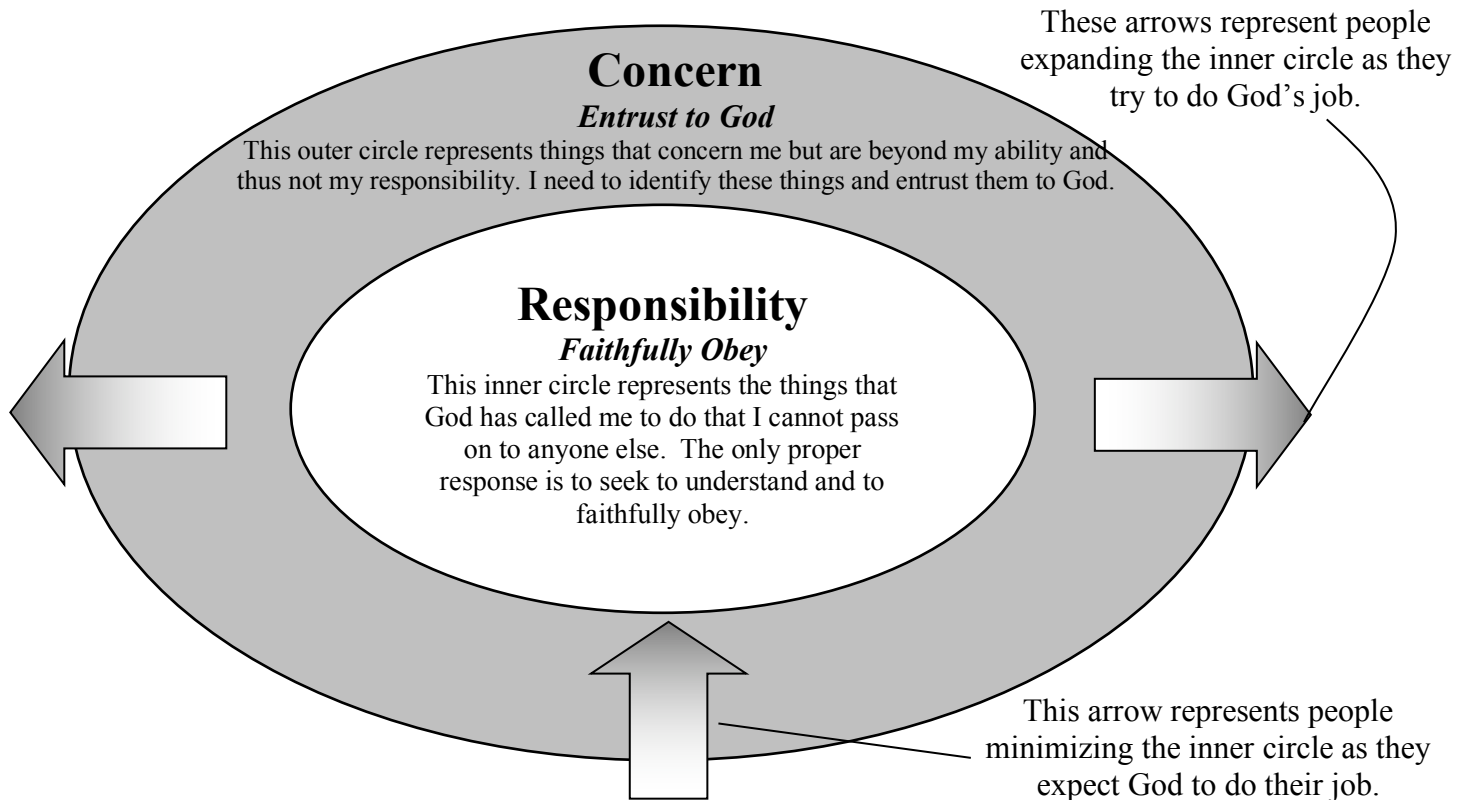 These arrows represent people
expanding the inner circle as they
try to do God’s job.
Concern
Entrust to God
This outer circle represents things that concern me but are beyond my ability and
thus not my responsibility. I need to identify these things and entrust them to God.
Responsibility
Faithfully Obey
This inner circle represents the things that
God has called me to do that I cannot pass
on to anyone else.  The only proper
response is to seek to understand and to
faithfully obey.
This arrow represents people
minimizing the inner circle as they
expect God to do their job.